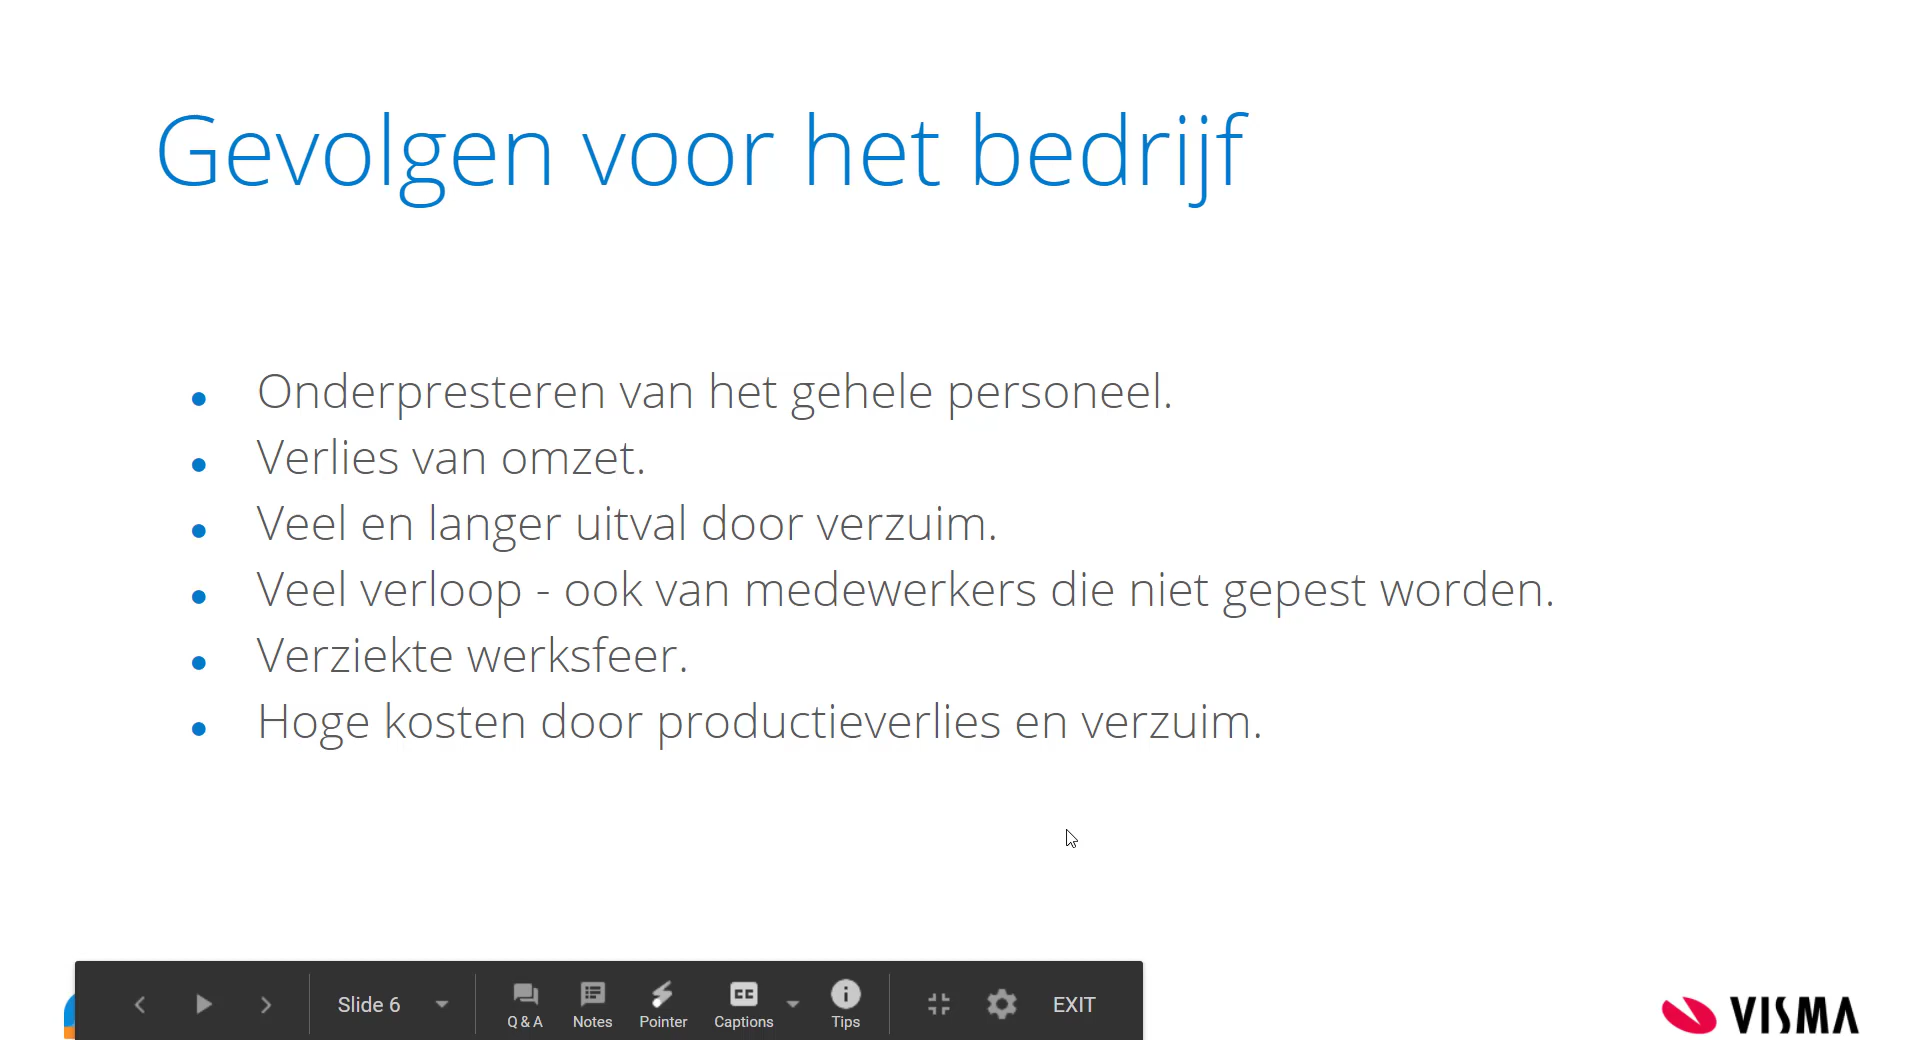 Gevolgen voor het bedrijf
Onderpresteren van het gehele personeel.
Verlies van omzet.
Veel en langer uitval door verzuim.
Veel verloop - ook van medewerkers die niet gepest worden.
Verziekte werksfeer.
Hoge kosten door productieverlies en verzuim.
Slide 6
Q & A
Notes
Pointer
CC
Captions
Tips
EXIT
VISMA